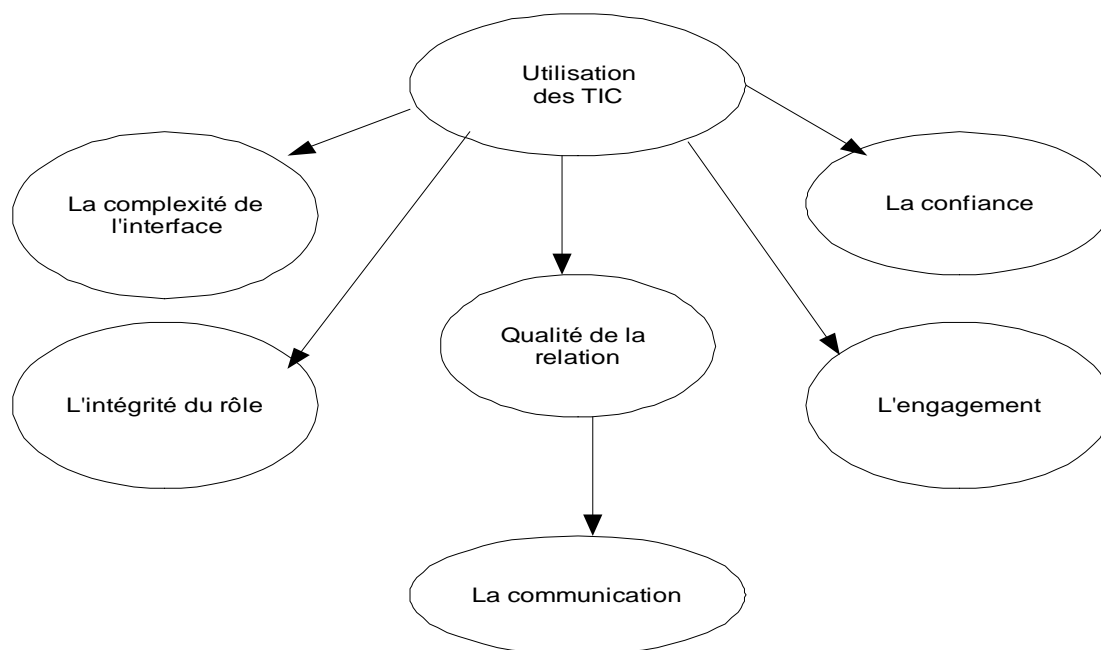 Utilisation
des TIC
La complexité de
l'interface
La confiance
Qualité de la
relation
L'intégrité du rôle
L'engagement
La communication